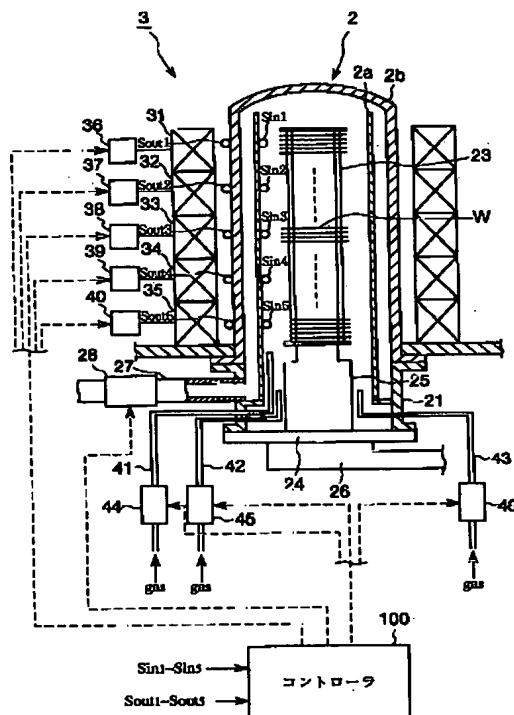 3
2
2a
2b
36
31
Sout1
Sin1
37
32
Sout2
Sin2
23
38
33
Sout3
Sin3
W
39
34
Sout4
Sin4
40
35
Sout5
Sin5
28
27
25
21
41
42
24
26
43
44
45
46
gas
gas
gas
100
コントローラ
Sin1-Sin5
Sout1-Sout5